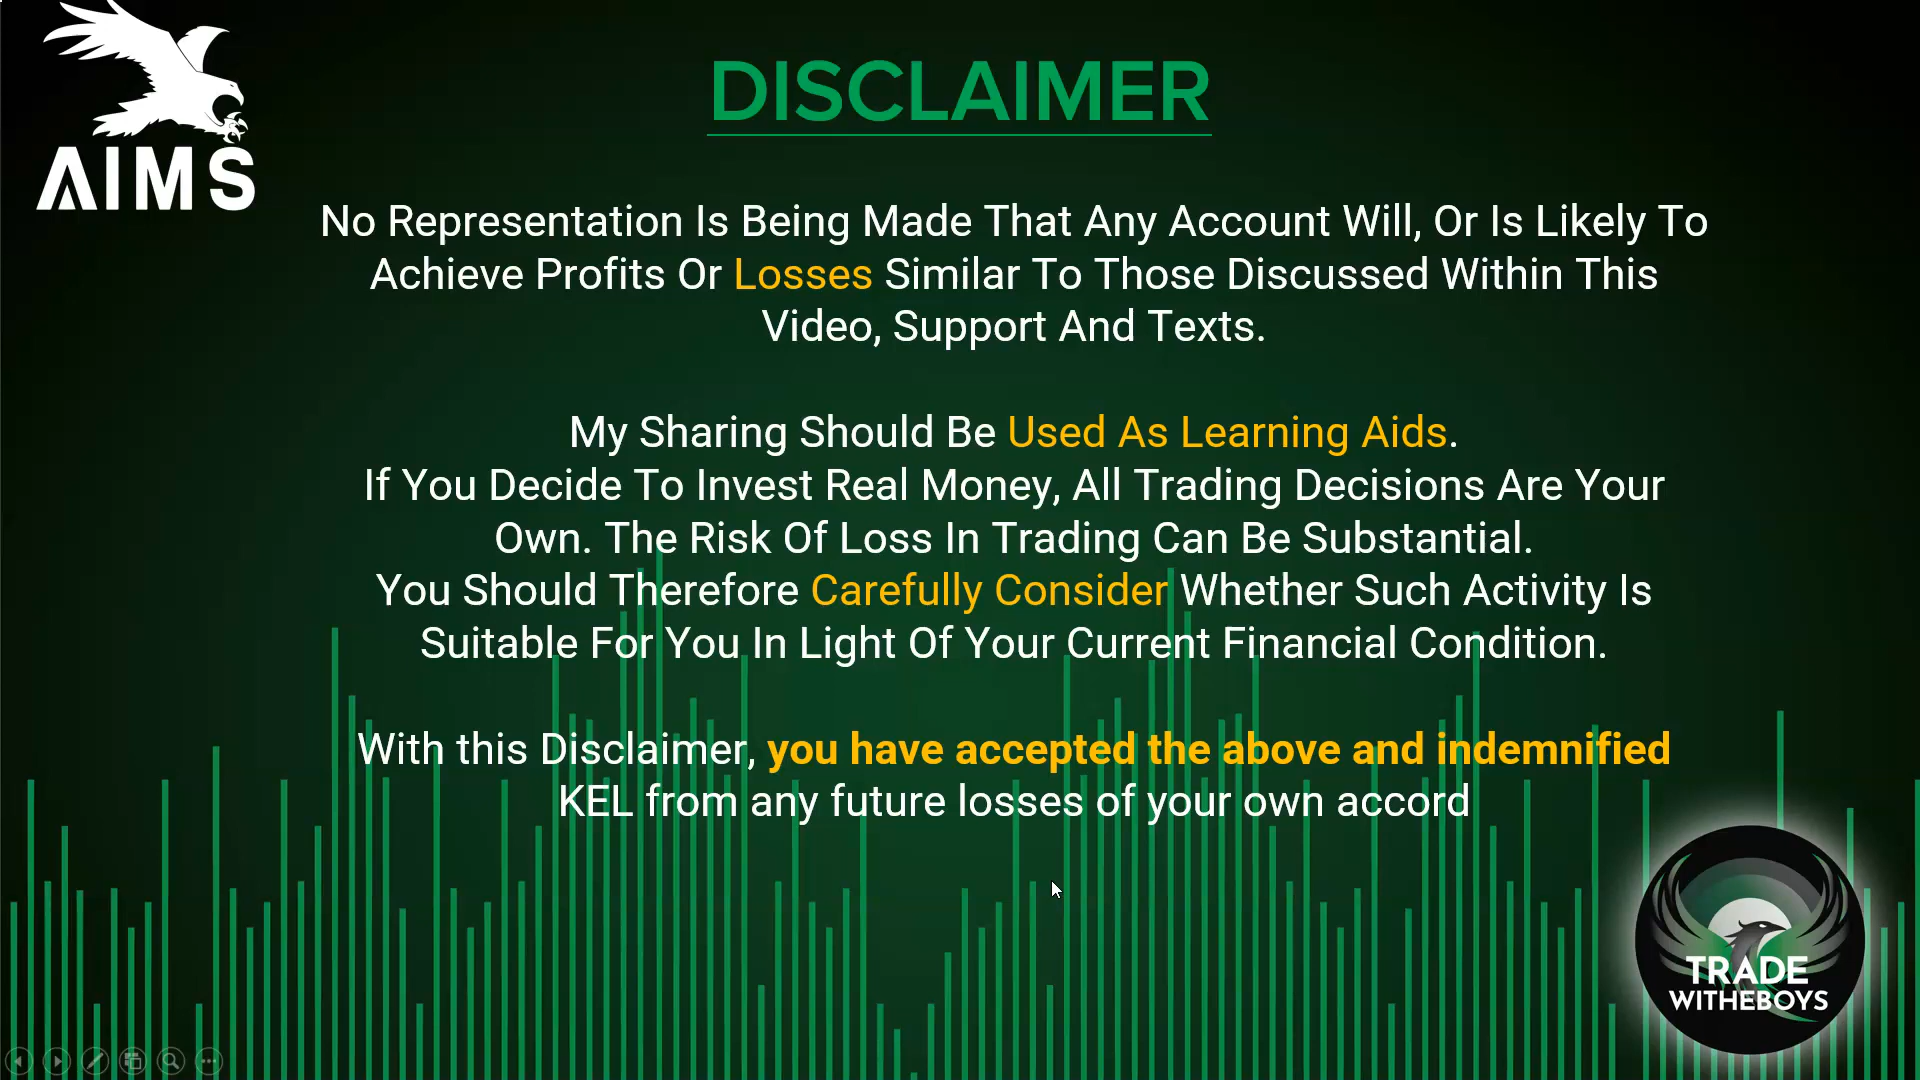 AIMS
DISCLAIMER
No Representation Is Being Made That Any Account Will, Or Is Likely To
Achieve Profits Or Losses Similar To Those Discussed Within This
Video, Support And Texts.
My Sharing Should Be Used As Learning Aids.
If You Decide To Invest Real Money, All Trading Decisions Are Your
Own. The Risk Of Loss In Trading Can Be Substantial.
You Should Therefore Carefully Consider Whether Such Activity Is
Suitable For You In Light Of Your Current Financial Condition.
With this Disclaimer, you have accepted the above and indemnified
KEL from any future losses of your own accord
TRADE
WITHEBOYS